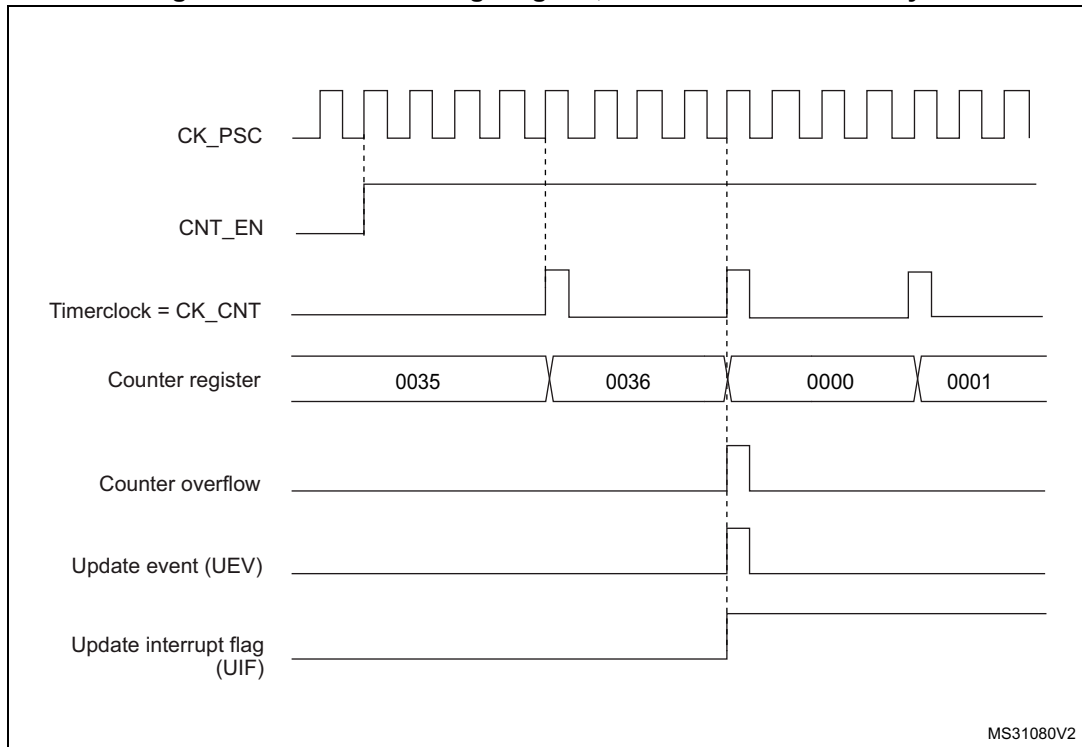 CK_PSC
CNT_EN
Timerclock = CK_CNT
Counter register
0035
0036
0000
0001
Counter overflow
Update event (UEV)
Update interrupt flag
(UIF)
MS31080V2